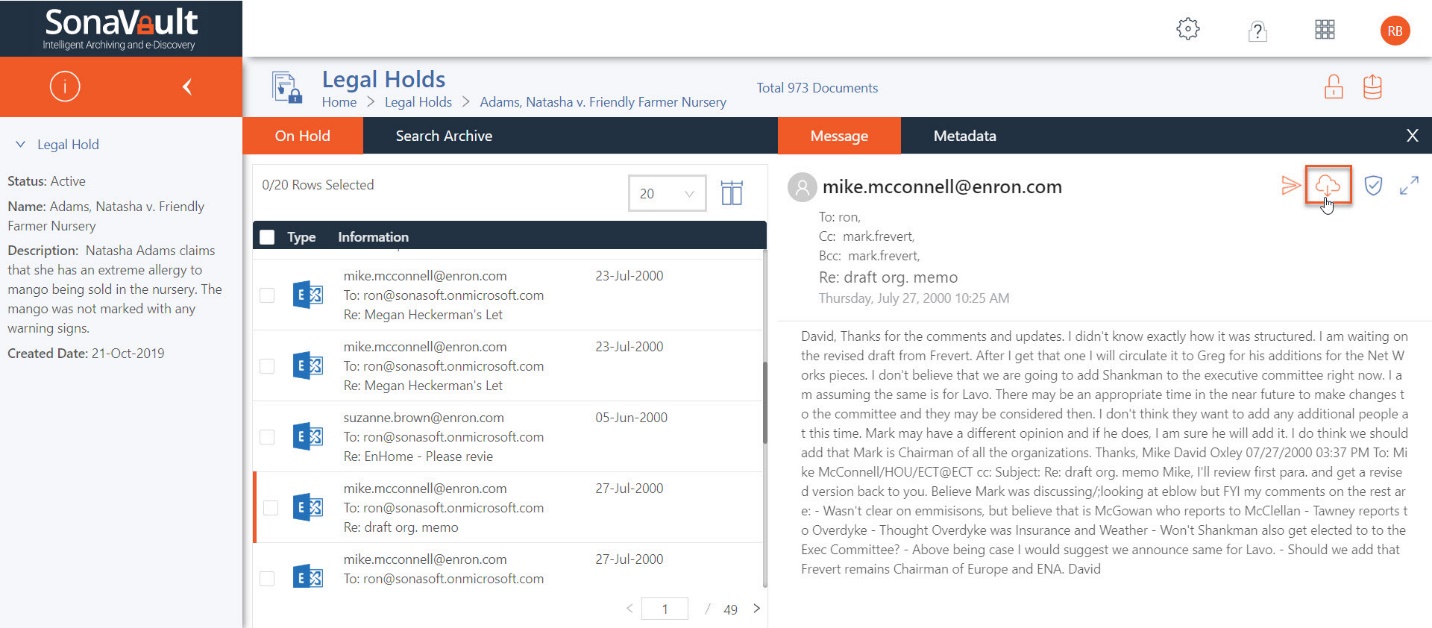 SonaVault
Intelligent Archiving and e-Discovery
?
RB
i
Legal Holds
Home > Legal Holds > Adams, Natasha v. Friendly Farmer Nursery
Total 973 Documents
Legal Hold
Status: Active
Name: Adams, Natasha v. Friendly
Farmer Nursery
Description: Natasha Adams claims
that she has an extreme allergy to
mango being sold in the nursery. The
mango was not marked with any
warning signs.
Created Date: 21-Oct-2019
On Hold
Search Archive
0/20 Rows Selected
20
Type Information
mike.mcconnell@enron.com 23-Jul-2000
To: ron@sonasoft.onmicrosoft.com
Re: Megan Heckerman's Let
mike.mcconnell@enron.com 23-Jul-2000
To: ron@sonasoft.onmicrosoft.com
Re: Megan Heckerman's Let
suzanne.brown@enron.com 05-Jun-2000
To: ron@sonasoft.onmicrosoft.com
Re: EnHome - Please revie
mike.mcconnell@enron.com 27-Jul-2000
To: ron@sonasoft.onmicrosoft.com
Re: draft org. memo
mike.mcconnell@enron.com 27-Jul-2000
To: ron@sonasoft.onmicrosoft.com
< 1 / 49 >
Message
Metadata
X
mike.mcconnell@enron.com
To: ron,
Cc: mark.frevert,
Bcc: mark.frevert,
Re: draft org. memo
Thursday, July 27, 2000 10:25 AM
David, Thanks for the comments and updates. I didn't know exactly how it was structured. I am waiting on
the revised draft from Frevert. After I get that one I will circulate it to Greg for his additions for the Net W
orks pieces. I don't believe that we are going to add Shankman to the executive committee right now. I a
m assuming the same is for Lavo. There may be an appropriate time in the near future to make changes t
o the committee and they may be considered then. I don't think they want to add any additional people a
t this time. Mark may have a different opinion and if he does, I am sure he will add it. I do think we should
add that Mark is Chairman of all the organizations. Thanks, Mike David Oxley 07/27/2000 03:37 PM To: Mi
ke McConnell/HOU/ECT@ECT cc: Subject: Re: draft org. memo Mike, I'll review first para. and get a revise
d version back to you. Believe Mark was discussing/;looking at eblow but FYI my comments on the rest ar
e: - Wasn't clear on emmisisons, but believe that is McGowan who reports to McClellan - Tawney reports t
o Overdyke - Thought Overdyke was Insurance and Weather - Won't Shankman also get elected to to the
Exec Committee? - Above being case I would suggest we announce same for Lavo. - Should we add that
Frevert remains Chairman of Europe and ENA. David